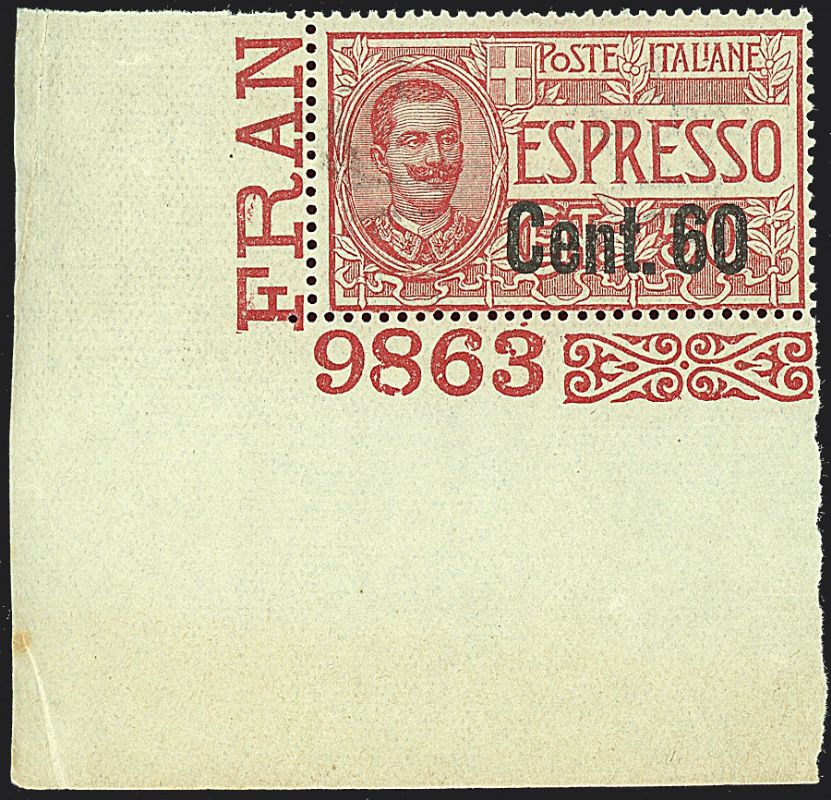 FRAN
POSTE ITALIANE
ESPRESSO
Cent. 60
9863